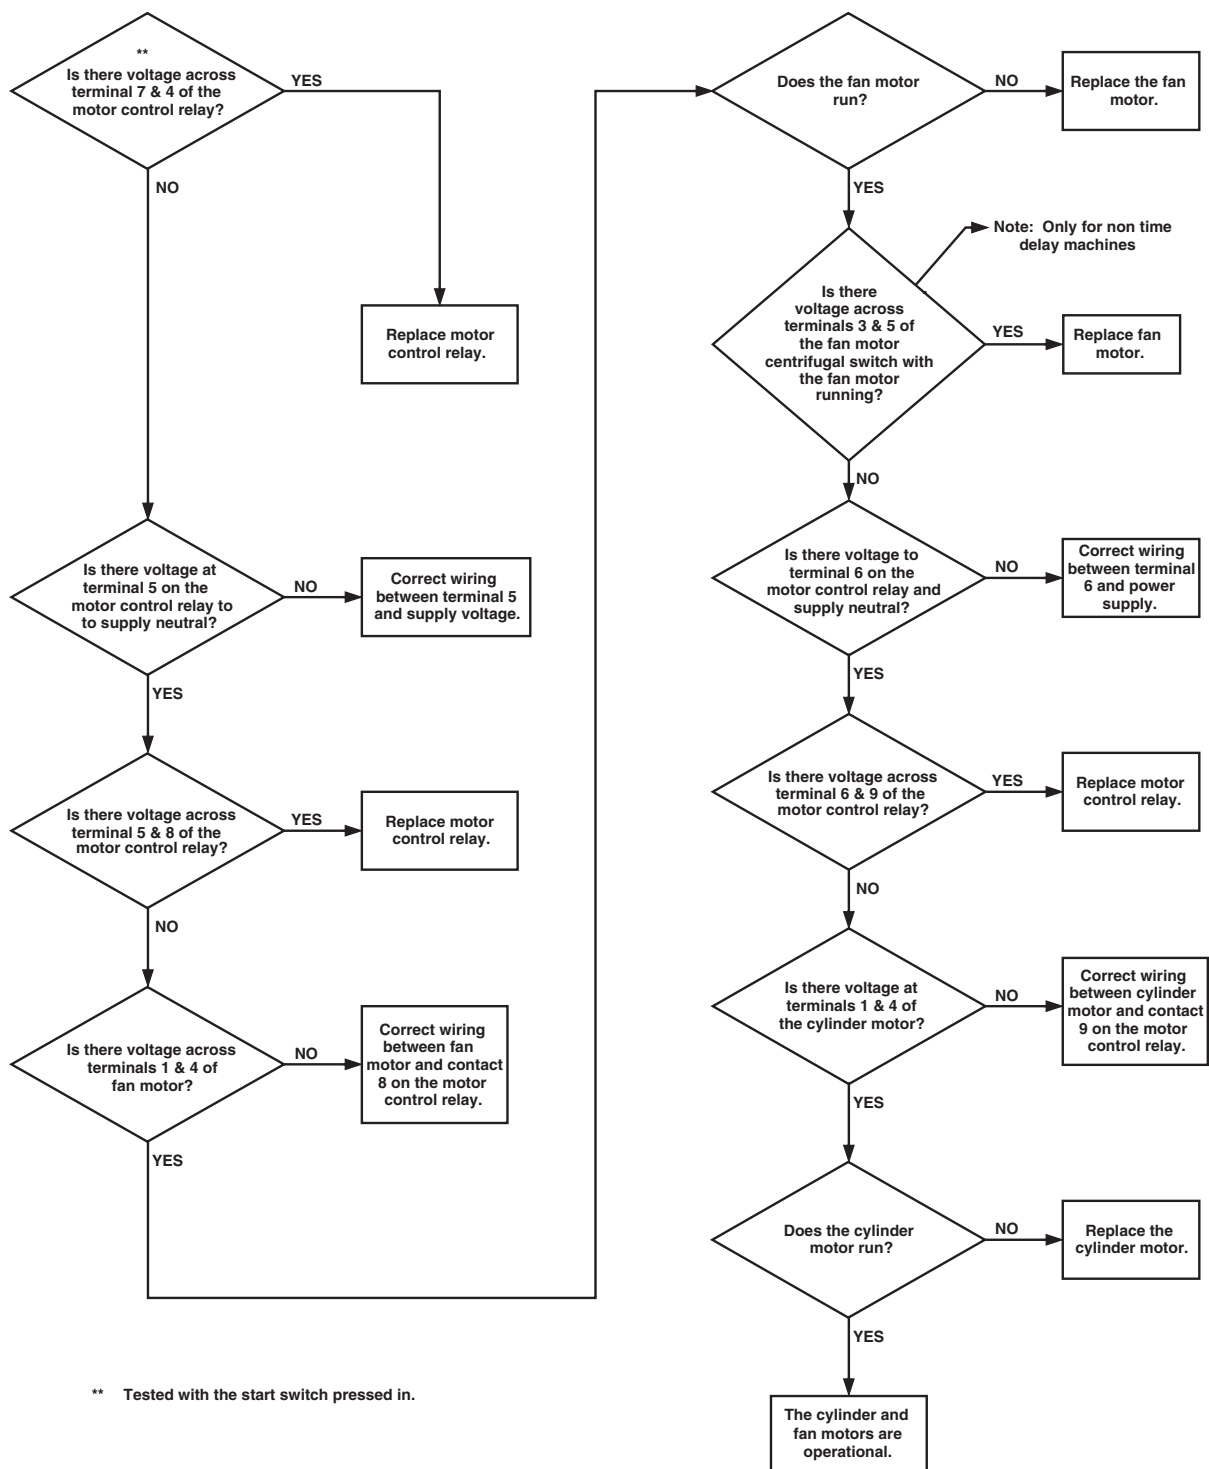 **
Is there voltage across
terminal 7 & 4 of the
motor control relay?
YES
NO
Replace motor
control relay.
Is there voltage at
terminal 5 on the
motor control relay to
to supply neutral?
NO
Correct wiring
between terminal 5
and supply voltage.
YES
Is there voltage across
terminal 5 & 8 of the
motor control relay?
YES
Replace motor
control relay.
NO
Is there voltage across
terminals 1 & 4 of
fan motor?
NO
Correct wiring
between fan
motor and contact
8 on the motor
control relay.
YES
** Tested with the start switch pressed in.
Does the fan motor
run?
NO
Replace the fan
motor.
YES
Note: Only for non time
delay machines
Is there
voltage across
terminals 3 & 5 of
the fan motor
centrifugal switch with
the fan motor
running?
YES
Replace fan
motor.
NO
Is there voltage to
terminal 6 on the
motor control relay and
supply neutral?
NO
Correct wiring
between terminal
6 and power
supply.
YES
Is there voltage across
terminal 6 & 9 of the
motor control relay?
YES
Replace motor
control relay.
NO
Is there voltage at
terminals 1 & 4 of
the cylinder motor?
NO
Correct wiring
between cylinder
motor and contact
9 on the motor
control relay.
YES
Does the cylinder
motor run?
NO
Replace the
cylinder motor.
YES
The cylinder and
fan motors are
operational.